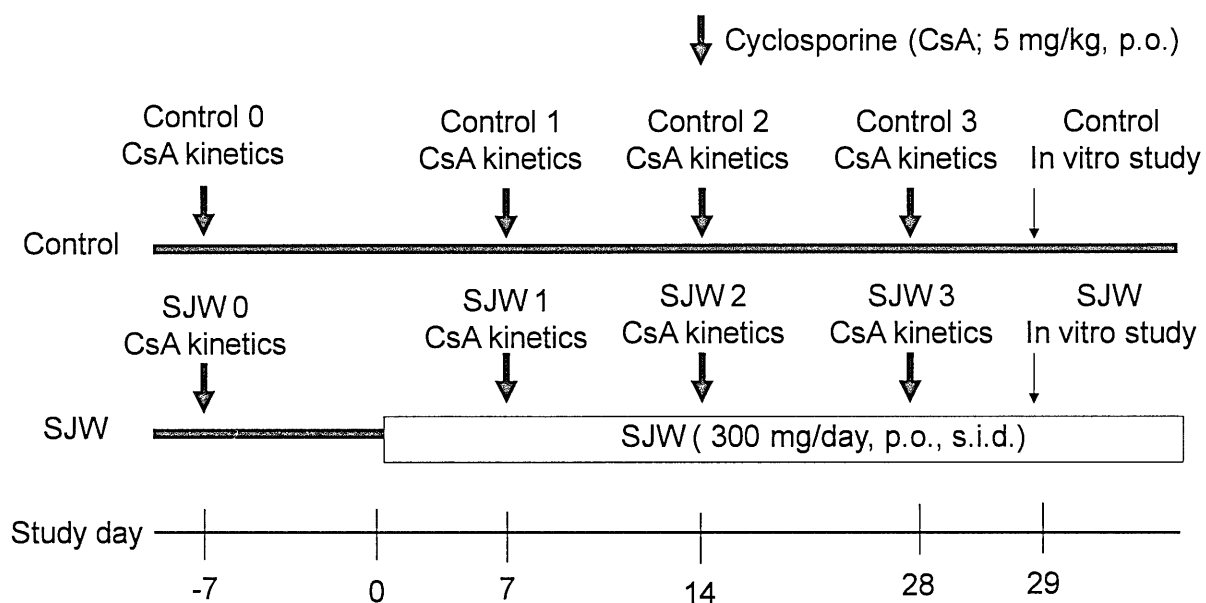 Cyclosporine (CsA; 5 mg/kg, p.o.)
Control 0
CsA kinetics
Control 1
CsA kinetics
Control 2
CsA kinetics
Control 3
CsA kinetics
Control
In vitro study
Control
SJW 0
CsA kinetics
SJW 1
CsA kinetics
SJW 2
CsA kinetics
SJW 3
CsA kinetics
SJW
In vitro study
SJW
SJW ( 300 mg/day, p.o., s.i.d.)
Study day
-7
0
7
14
28
29